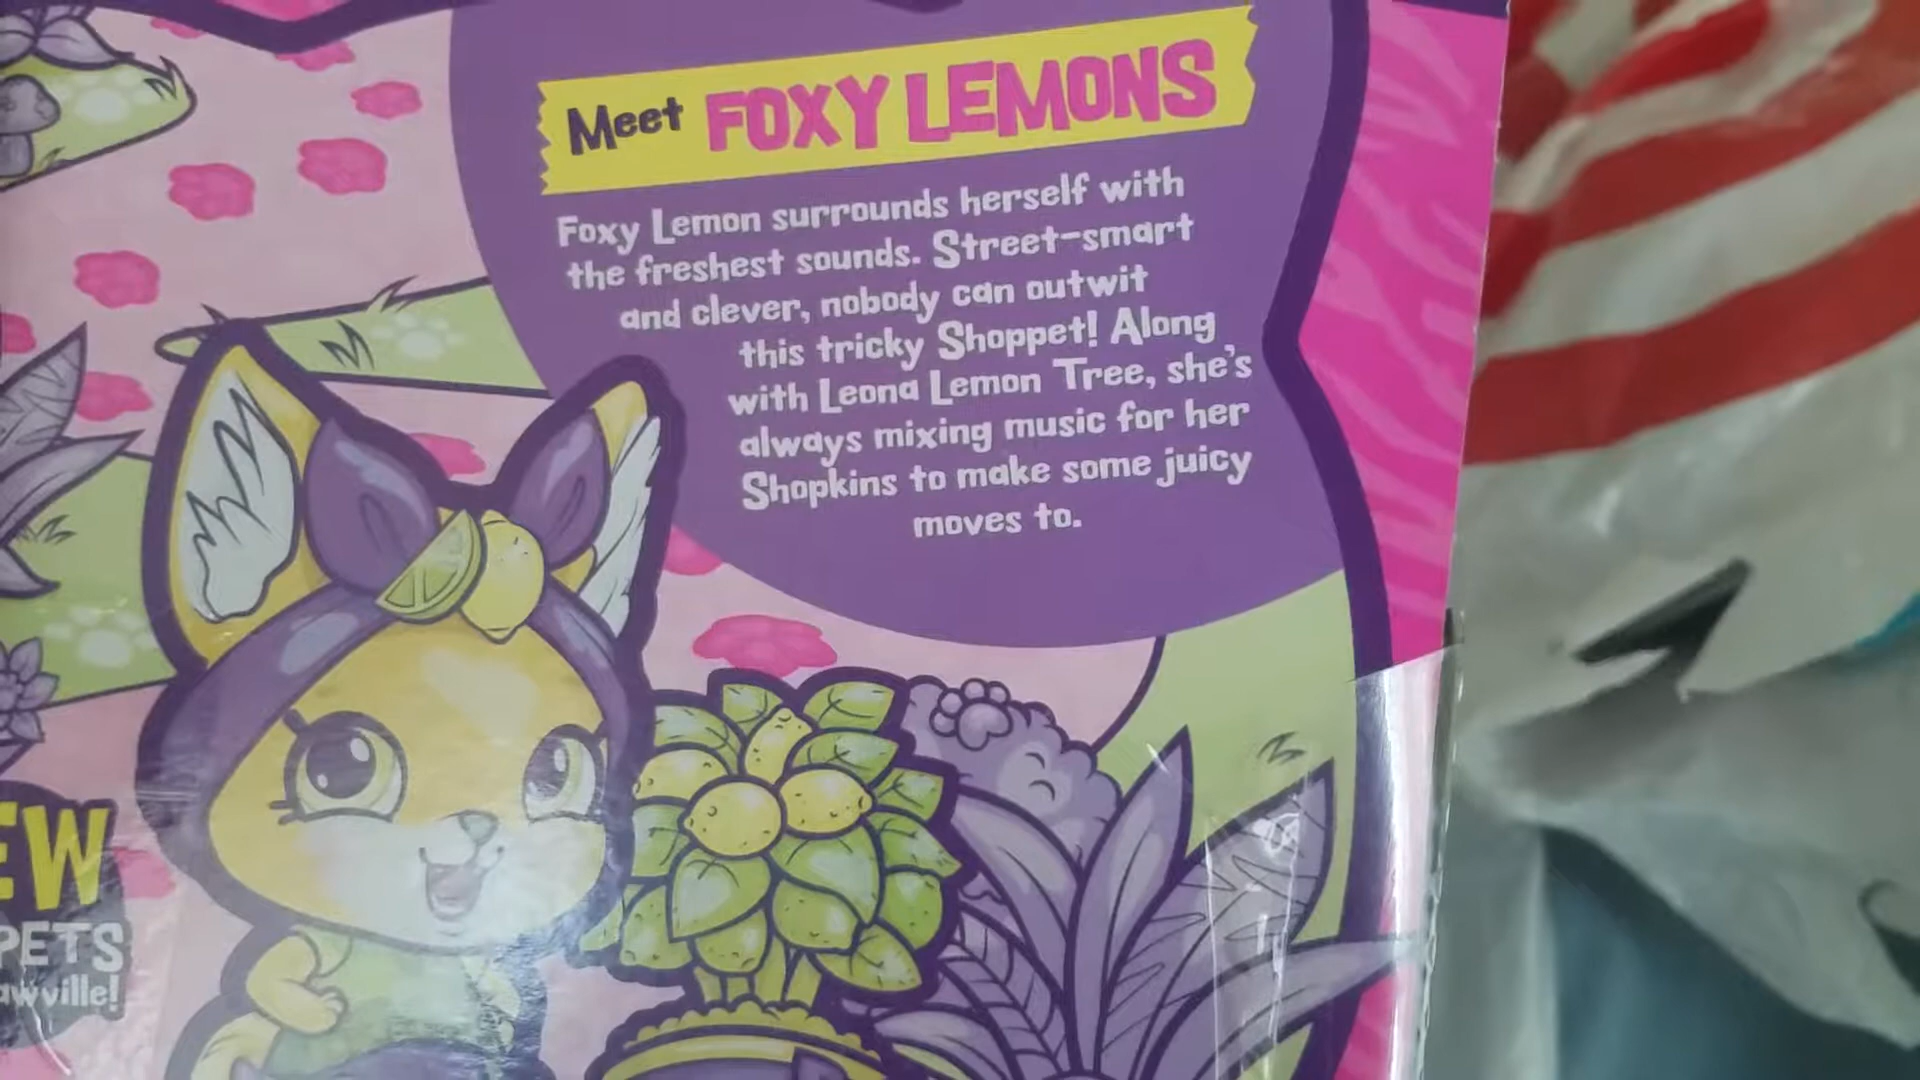 Meet FOXY LEMONS
Foxy Lemon surrounds herself with
the freshest sounds. Street-smart
and clever, nobody can outwit
this tricky Shoppet! Along
with Leona Lemon Tree, she's
always mixing music for her
Shopkins to make some juicy
moves to.
EW
PETS
awville!